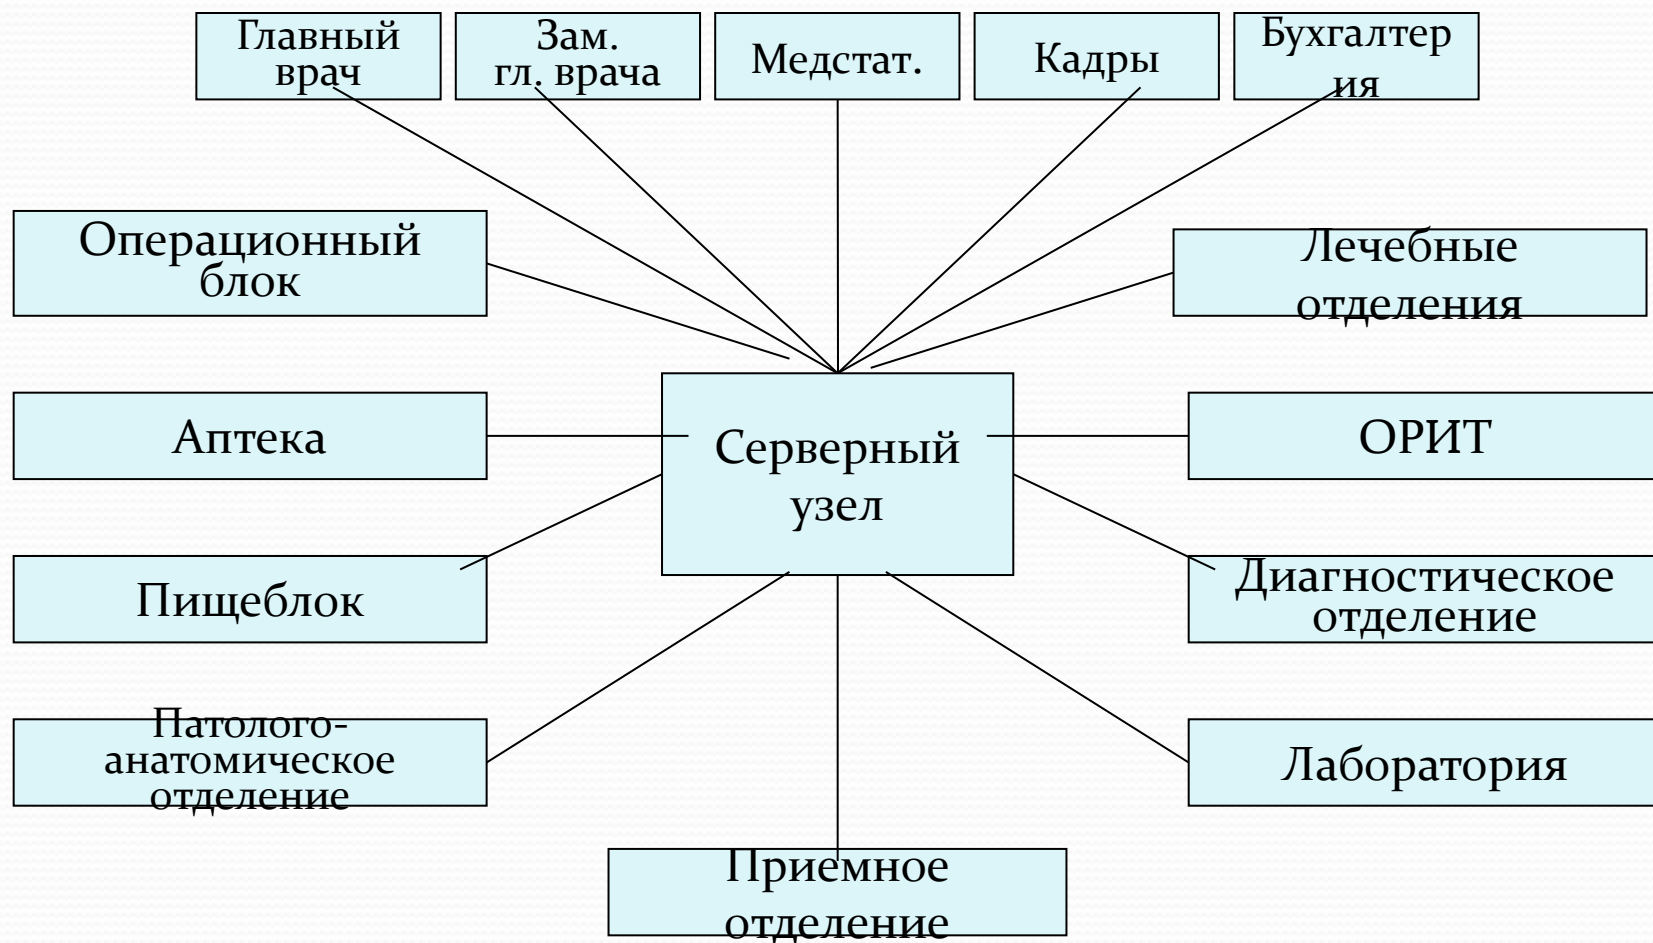 Главный
врач
Зам.
гл. врача
Медстат.
Кадры
Бухгалтер
ия
Операционный
блок
Лечебные
отделения
Аптека
Серверный
узел
ОРИТ
Пищеблок
Диагностическое
отделение
Патолого-
анатомическое
отделение
Лаборатория
Приемное
отделение